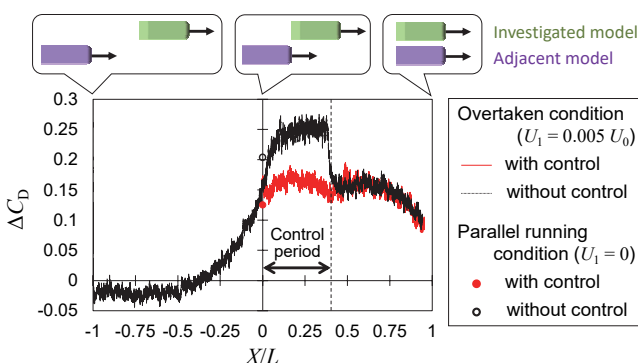 Investigated model
Adjacent model
0.3
0.25
0.2
0.15
0.1
0.05
0
-0.05
ΔC_D
Control
period
-1
-0.75
-0.5
-0.25
0
0.25
0.5
0.75
1
X/L
Overtaken condition
(U₁ = 0.005 U₀)
with control
without control
Parallel running
condition (U₁ = 0)
with control
without control